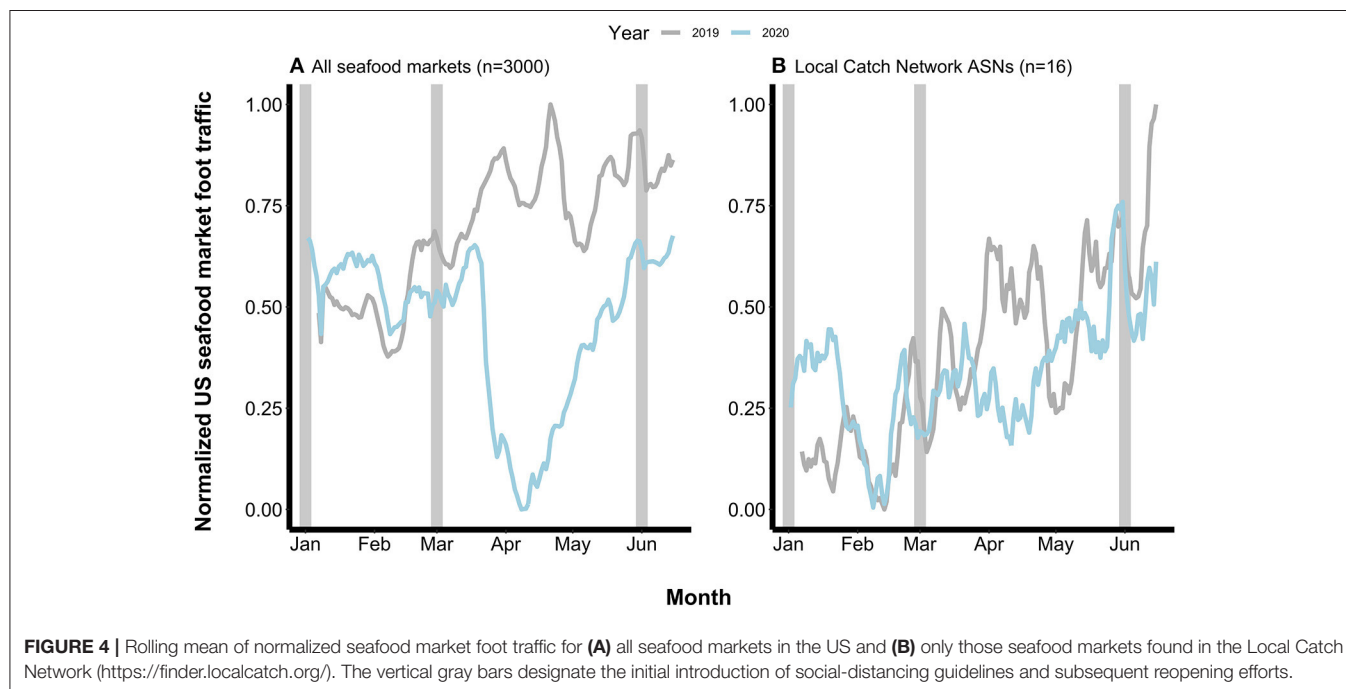 Year 2019 2020
A All seafood markets (n=3000)
B Local Catch Network ASNs (n=16)
Normalized US seafood market foot traffic
1.00
0.75
0.50
0.25
0.00
Jan Feb Mar Apr May Jun
1.00
0.75
0.50
0.25
0.00
Jan Feb Mar Apr May Jun
Month
FIGURE 4 | Rolling mean of normalized seafood market foot traffic for (A) all seafood markets in the US and (B) only those seafood markets found in the Local Catch
Network (https://finder.localcatch.org/). The vertical gray bars designate the initial introduction of social-distancing guidelines and subsequent reopening efforts.